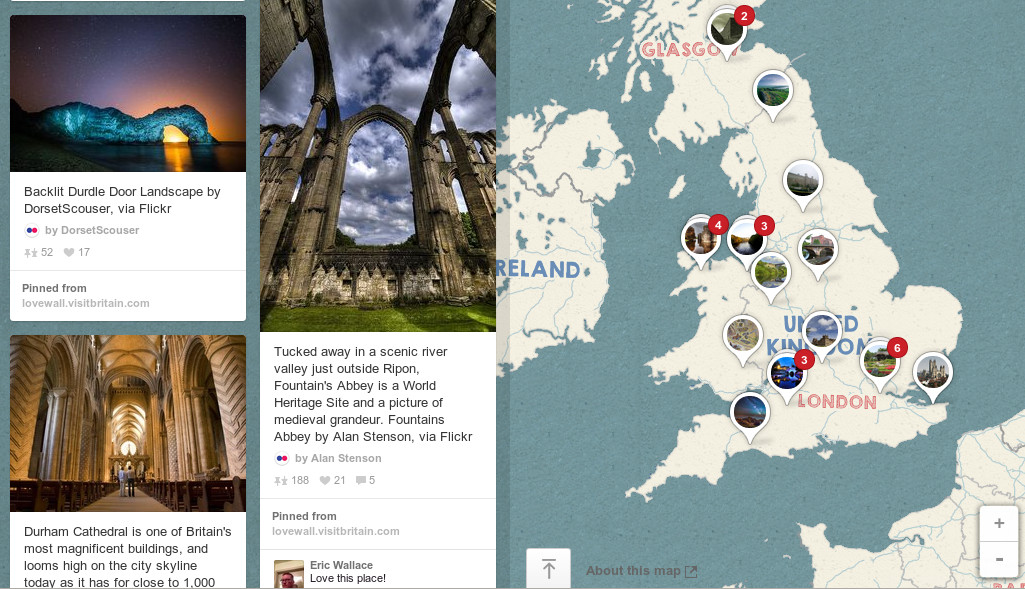 Backlit Durdle Door Landscape by
DorsetScouser, via Flickr
by DorsetScouser
52 17
Pinned from
lovewall.visitbritain.com
Durham Cathedral is one of Britain's
most magnificent buildings, and
looms high on the city skyline
today as it has for close to 1,000
Tucked away in a scenic river
valley just outside Ripon,
Fountain's Abbey is a World
Heritage Site and a picture of
medieval grandeur. Fountains
Abbey by Alan Stenson, via Flickr
by Alan Stenson
188 21 5
Pinned from
lovewall.visitbritain.com
Eric Wallace
Love this place!
2
GLASGOW
4
3
RELAND
UNITED
KINGDOM
6
3
LONDON
+
-
About this map